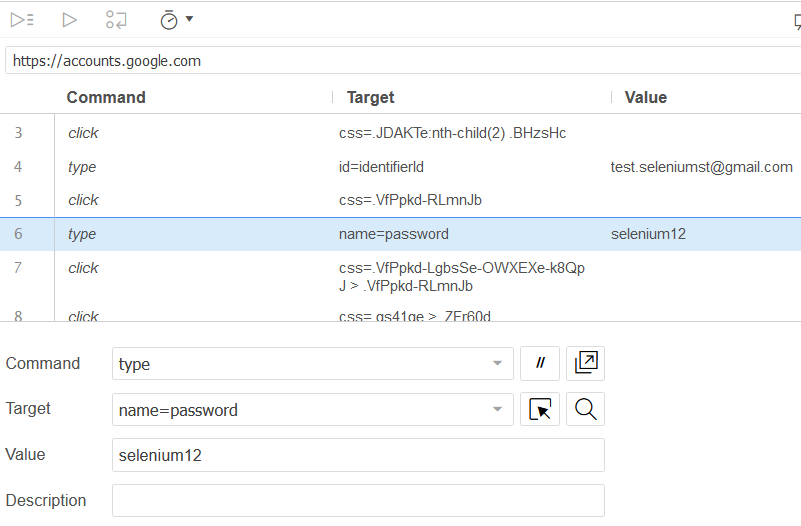 https://accounts.google.com
Command Target Value
3 click css=.JDAKTe:nth-child(2) .BHzsHc
4 type id=identifierId test.seleniumst@gmail.com
5 click css=.VfPpkd-RLmnJb
6 type name=password selenium12
7 click css=.VfPpkd-LgbsSe-OWXEXe-k8Qp
J > .VfPpkd-RLmnJb
8 click css=.gs41ge > .ZFr60d
Command type //
Target name=password
Value selenium12
Description